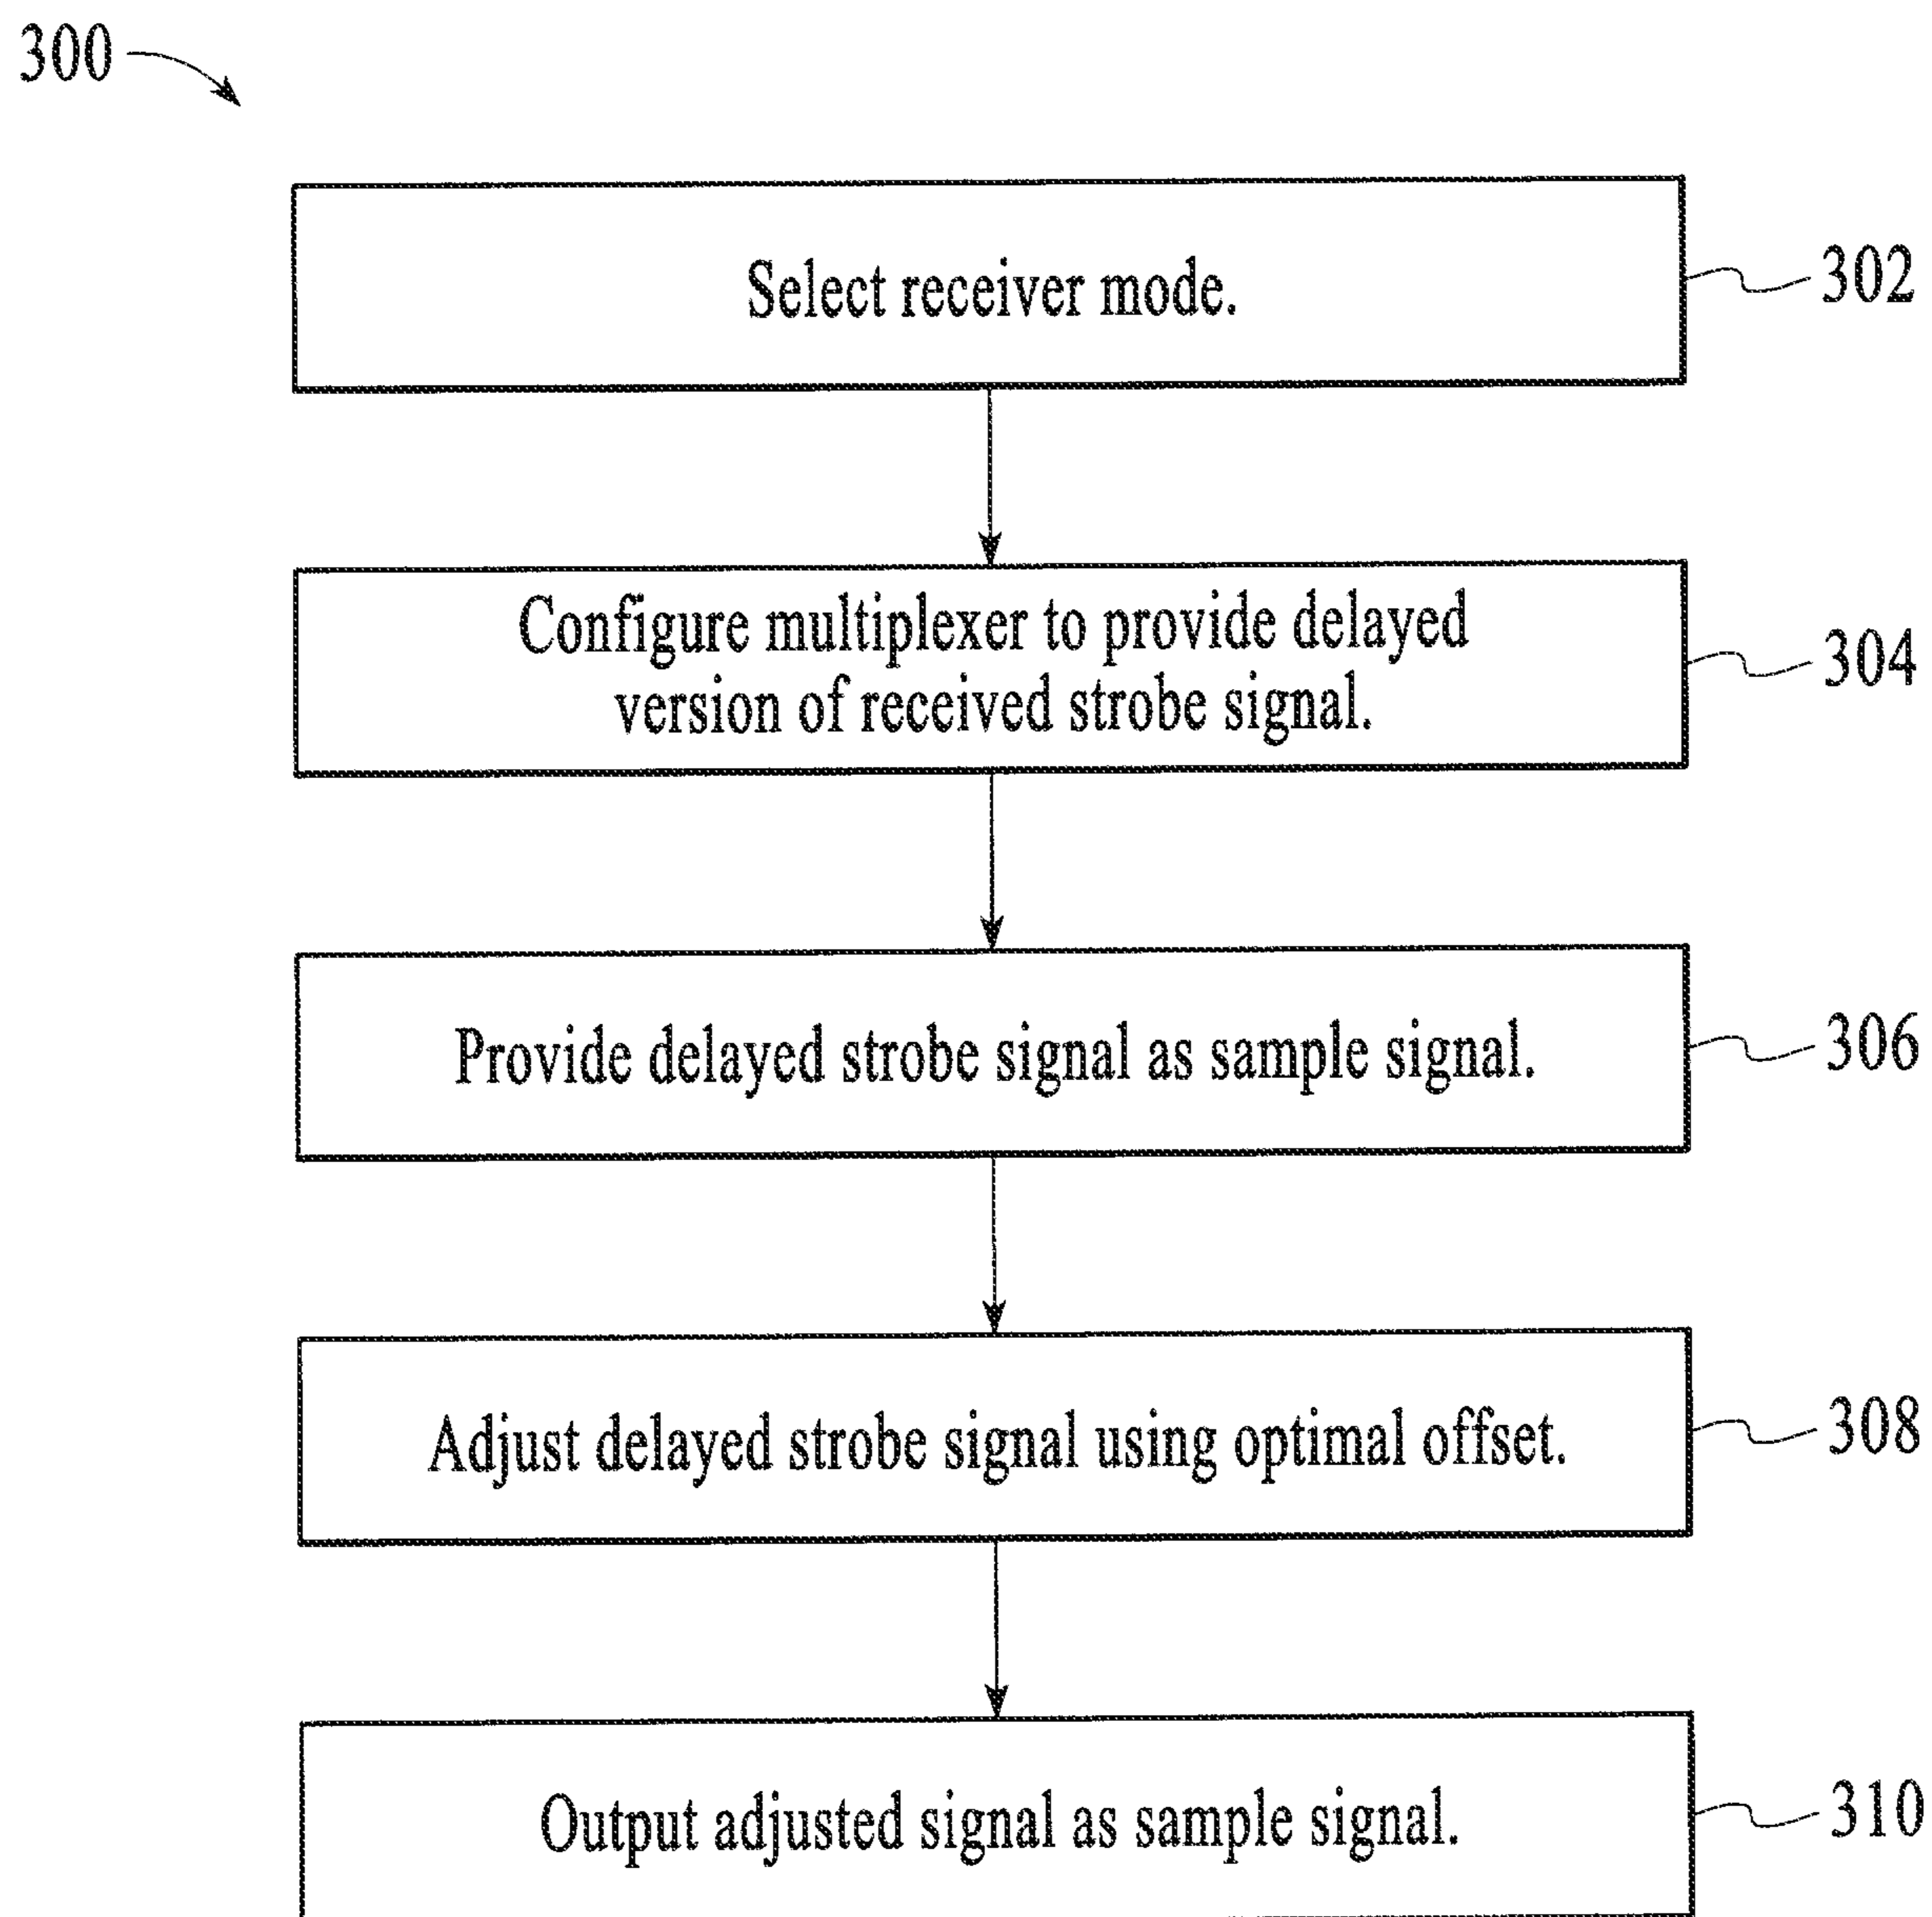 300
Select receiver mode.
302
Configure multiplexer to provide delayed
version of received strobe signal.
304
Provide delayed strobe signal as sample signal.
306
Adjust delayed strobe signal using optimal offset.
308
Output adjusted signal as sample signal.
310